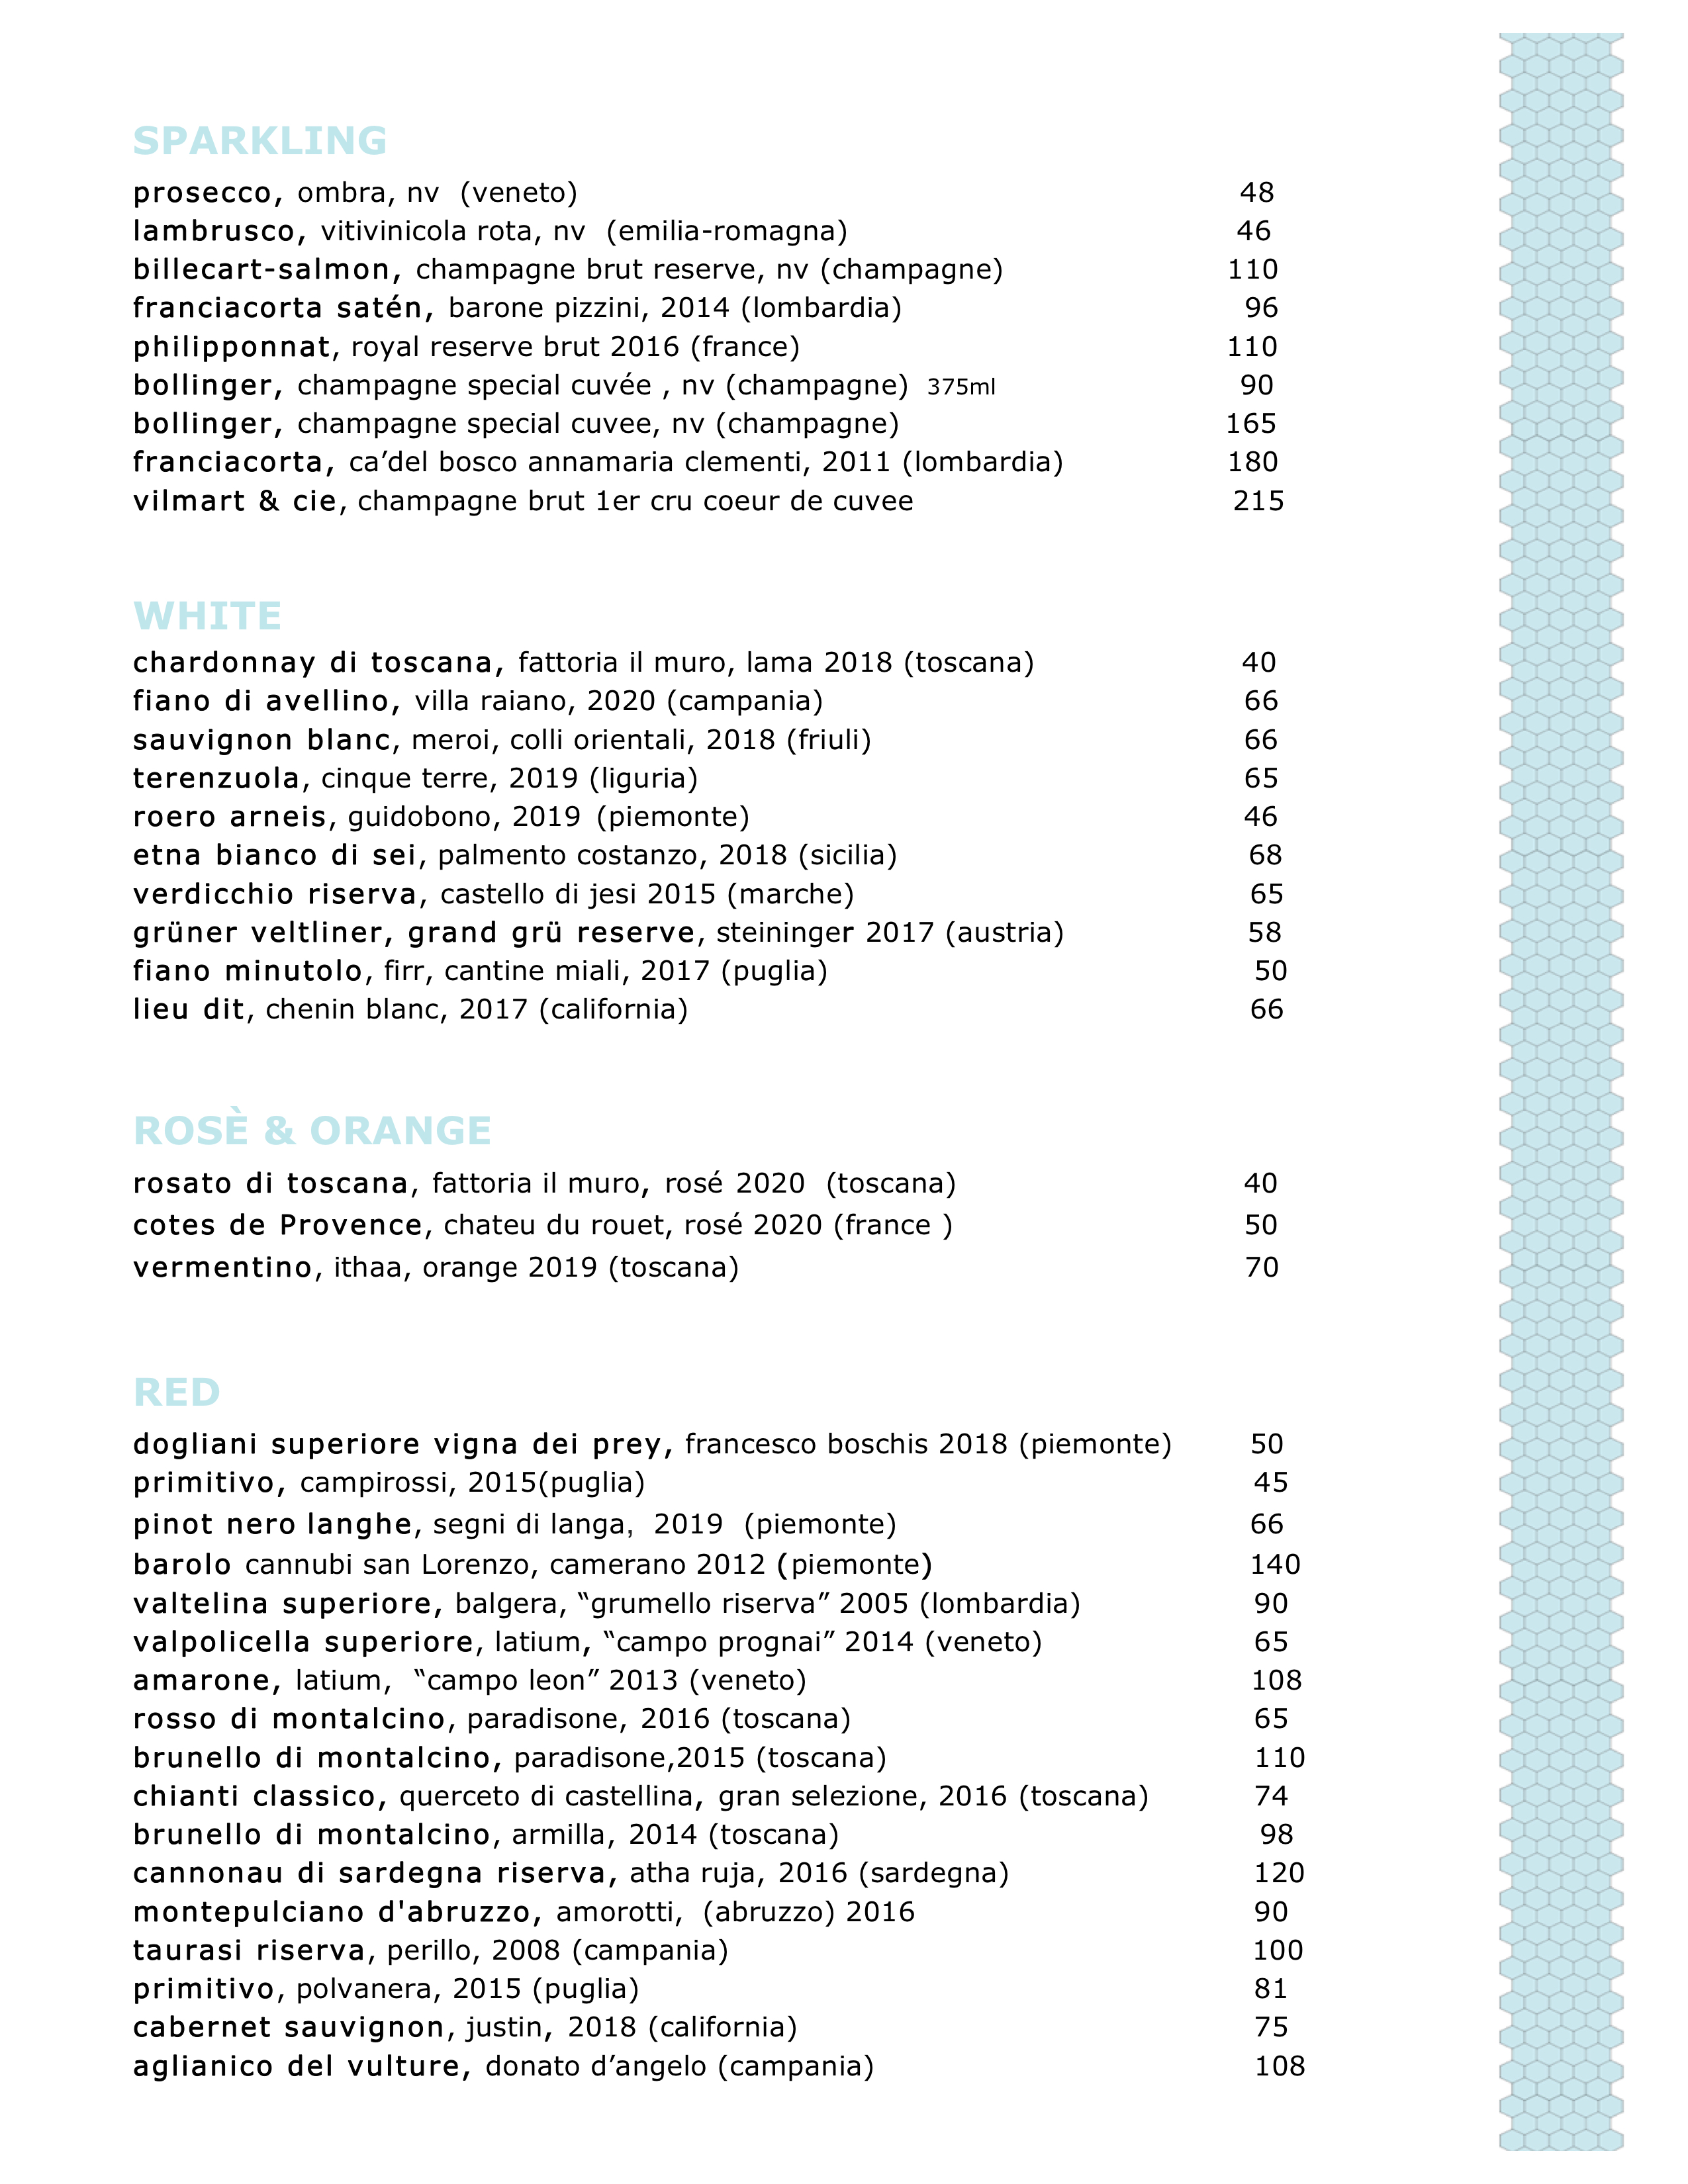 SPARKLING
prosecco, ombra, nv (veneto) 48
lambrusco, vitivinicola rota, nv (emilia-romagna) 46
billecart-salmon, champagne brut reserve, nv (champagne) 110
franciacorta satén, barone pizzini, 2014 (lombardia) 96
philipponnat, royal reserve brut 2016 (france) 110
bollinger, champagne special cuvée , nv (champagne) 375ml 90
bollinger, champagne special cuvee, nv (champagne) 165
franciacorta, ca’del bosco annamaria clementi, 2011 (lombardia) 180
vilmart & cie, champagne brut 1er cru coeur de cuvee 215
WHITE
chardonnay di toscana, fattoria il muro, lama 2018 (toscana) 40
fiano di avellino, villa raiano, 2020 (campania) 66
sauvignon blanc, meroi, colli orientali, 2018 (friuli) 66
terenzuola, cinque terre, 2019 (liguria) 65
roero arneis, guidobono, 2019 (piemonte) 46
etna bianco di sei, palmento costanzo, 2018 (sicilia) 68
verdicchio riserva, castello di jesi 2015 (marche) 65
grüner veltliner, grand grü reserve, steininger 2017 (austria) 58
fiano minutolo, firr, cantine miali, 2017 (puglia) 50
lieu dit, chenin blanc, 2017 (california) 66
ROSÈ & ORANGE
rosato di toscana, fattoria il muro, rosé 2020 (toscana) 40
cotes de Provence, chateu du rouet, rosé 2020 (france ) 50
vermentino, ithaa, orange 2019 (toscana) 70
RED
dogliani superiore vigna dei prey, francesco boschis 2018 (piemonte) 50
primitivo, campirossi, 2015(puglia) 45
pinot nero langhe, segni di langa, 2019 (piemonte) 66
barolo cannubi san Lorenzo, camerano 2012 (piemonte) 140
valtelina superiore, balgera, “grumello riserva” 2005 (lombardia) 90
valpolicella superiore, latium, “campo prognai” 2014 (veneto) 65
amarone, latium, “campo leon” 2013 (veneto) 108
rosso di montalcino, paradisone, 2016 (toscana) 65
brunello di montalcino, paradisone,2015 (toscana) 110
chianti classico, querceto di castellina, gran selezione, 2016 (toscana) 74
brunello di montalcino, armilla, 2014 (toscana) 98
cannonau di sardegna riserva, atha ruja, 2016 (sardegna) 120
montepulciano d'abruzzo, amorotti, (abruzzo) 2016 90
taurasi riserva, perillo, 2008 (campania) 100
primitivo, polvanera, 2015 (puglia) 81
cabernet sauvignon, justin, 2018 (california) 75
aglianico del vulture, donato d’angelo (campania) 108